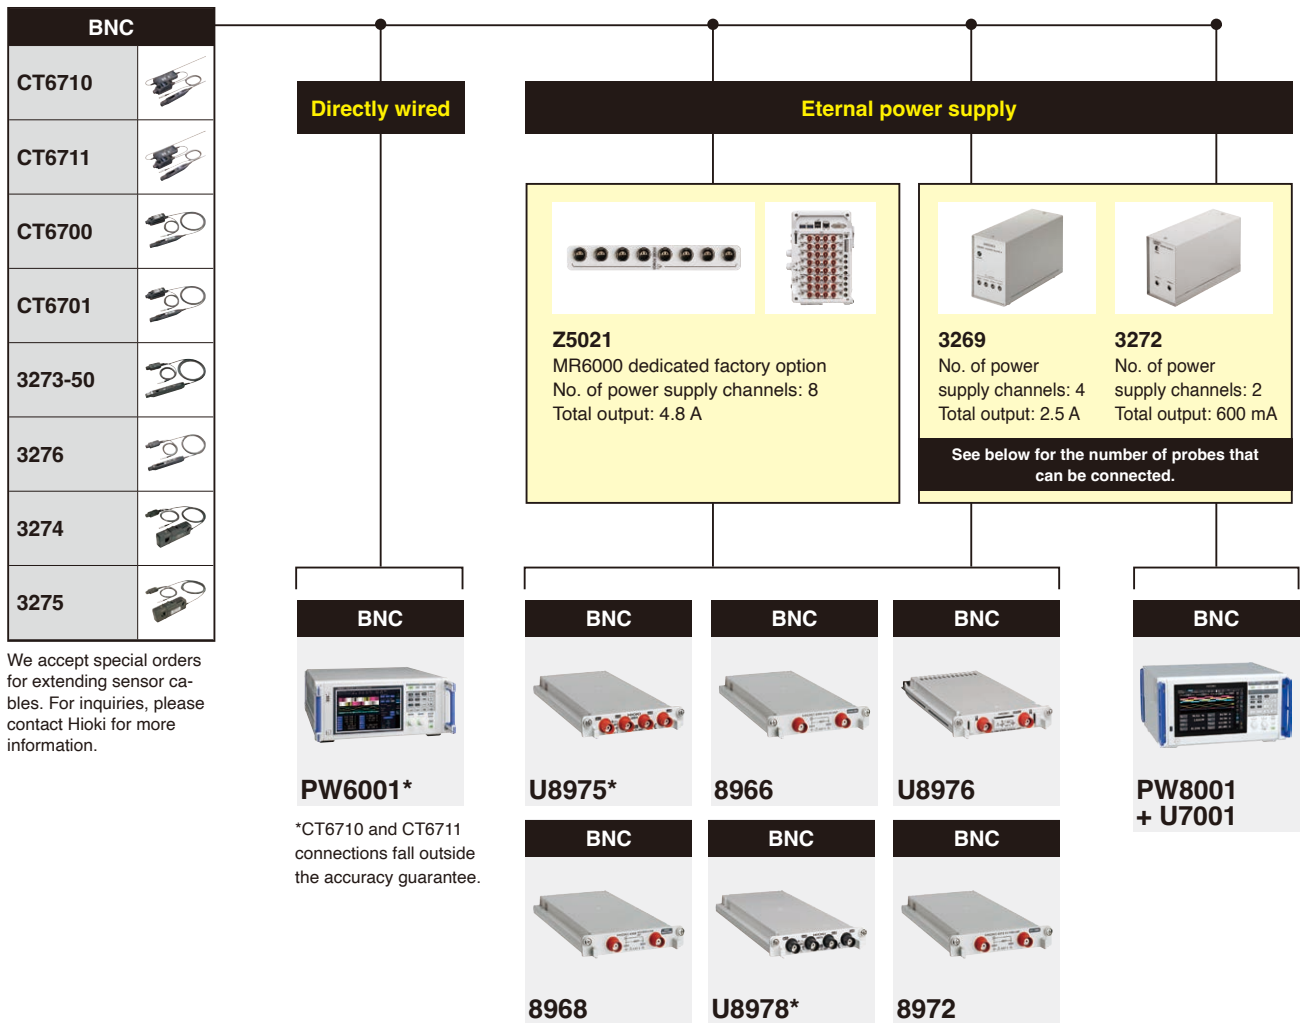 BNC
CT6710
CT6711
CT6700
CT6701
3273-50
3276
3274
3275
We accept special orders
for extending sensor ca-
bles. For inquiries, please
contact Hioki for more
information.
Directly wired
Eternal power supply
Z5021
MR6000 dedicated factory option
No. of power supply channels: 8
Total output: 4.8 A
3269
No. of power
supply channels: 4
Total output: 2.5 A
3272
No. of power
supply channels: 2
Total output: 600 mA
See below for the number of probes that
can be connected.
BNC
PW6001*
*CT6710 and CT6711
connections fall outside
the accuracy guarantee.
BNC
U8975*
BNC
8966
BNC
U8976
BNC
PW8001
+ U7001
BNC
8968
BNC
U8978*
BNC
8972